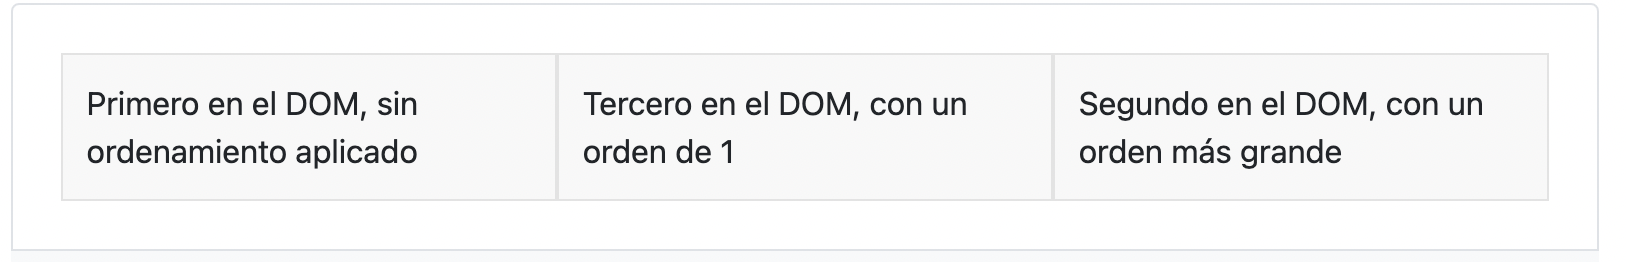 Primero en el DOM, sin
ordenamiento aplicado
Tercero en el DOM, con un
orden de 1
Segundo en el DOM, con un
orden más grande